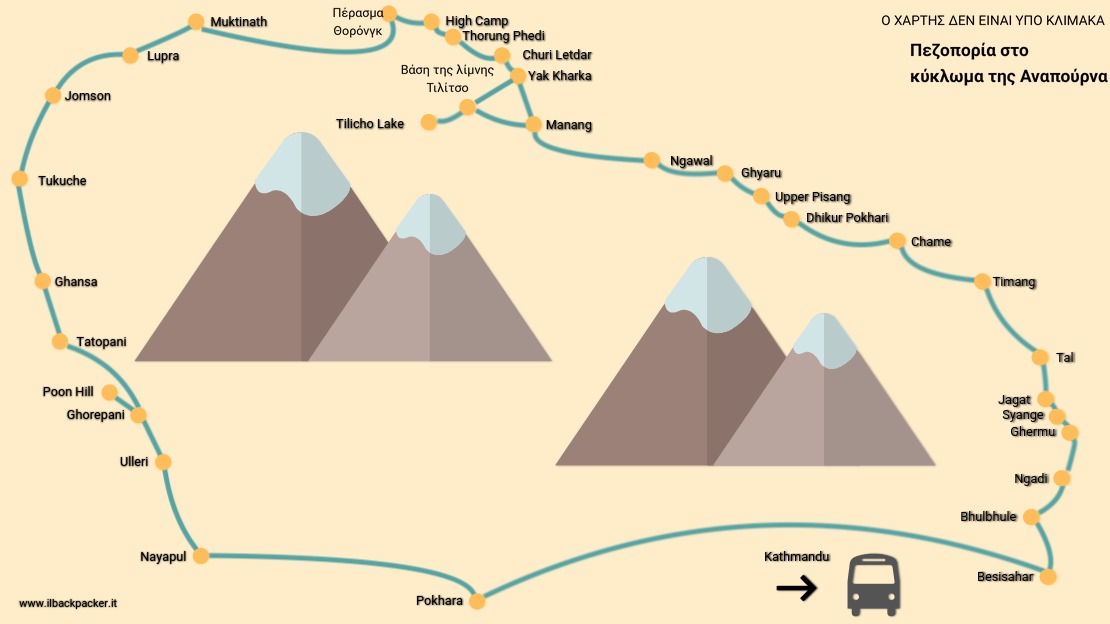 Ο ΧΑΡΤΗΣ ΔΕΝ ΕΙΝΑΙ ΥΠΟ ΚΛΙΜΑΚΑ
Πεζοπορία στο
κύκλωμα της Αναπούρνα
Πέρασμα
Θορόνγκ
Muktinath
High Camp
Thorung Phedi
Lupra
Churi Letdar
Βάση της λίμνης
Τιλίτσο
Yak Kharka
Jomson
Tilicho Lake
Manang
Ngawal
Ghyaru
Tukuche
Upper Pisang
Dhikur Pokhari
Chame
Ghansa
Timang
Tatopani
Tal
Poon Hill
Jagat
Ghorepani
Syange
Ghermu
Ulleri
Ngadi
Bhulbhule
Nayapul
Kathmandu
Besisahar
Pokhara
www.ilbackpacker.it